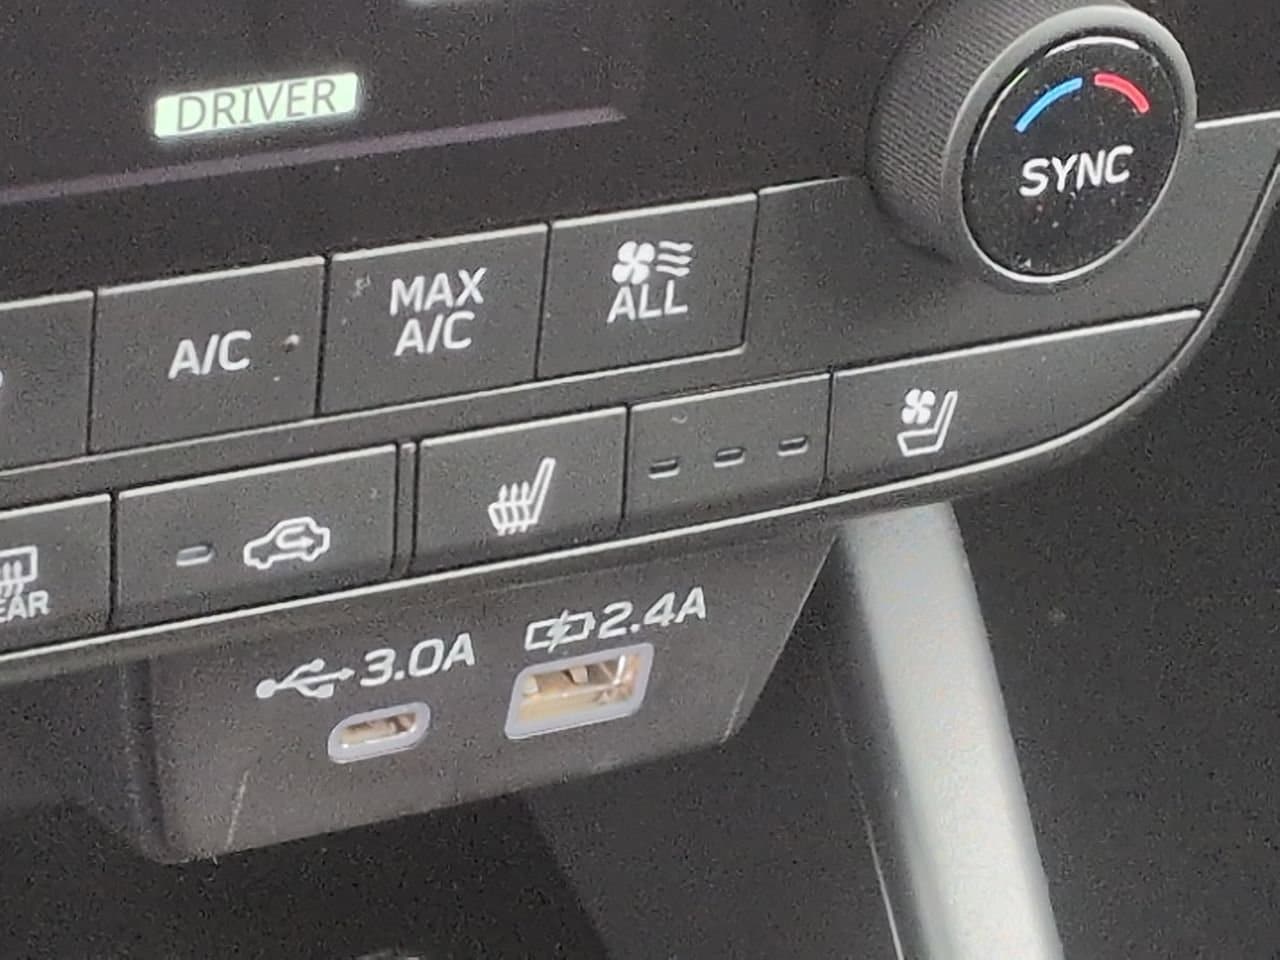 DRIVER
SYNC
MAX
A/C
ALL
A/C
EAR
3.0A
2.4A